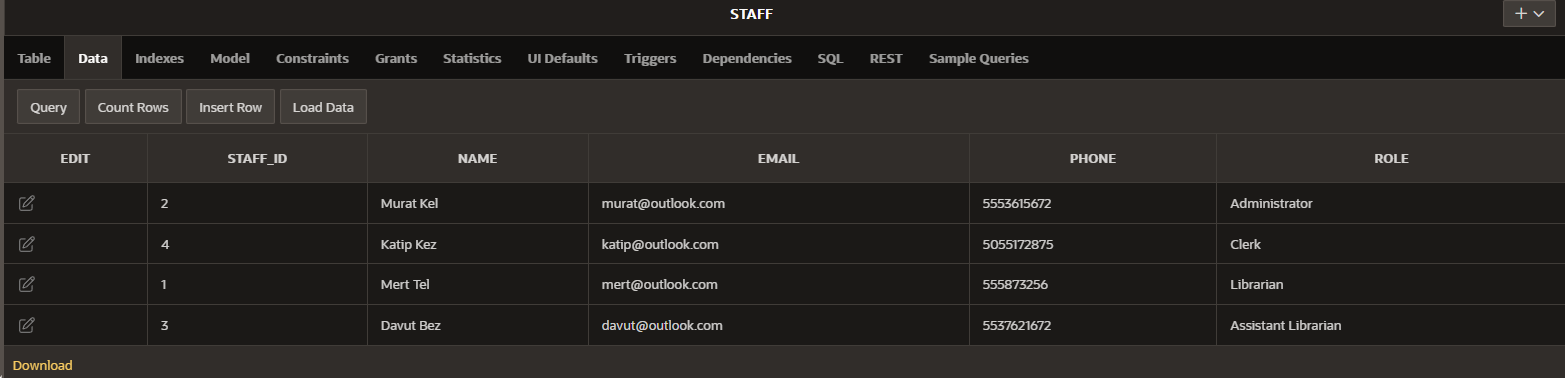 STAFF
Table Data Indexes Model Constraints Grants Statistics UI Defaults Triggers Dependencies SQL REST Sample Queries
Query Count Rows Insert Row Load Data
EDIT STAFF_ID NAME EMAIL PHONE ROLE
2 Murat Kel murat@outlook.com 5553615672 Administrator
4 Katip Kez katip@outlook.com 5055172875 Clerk
1 Mert Tel mert@outlook.com 555873256 Librarian
3 Davut Bez davut@outlook.com 5537621672 Assistant Librarian
Download